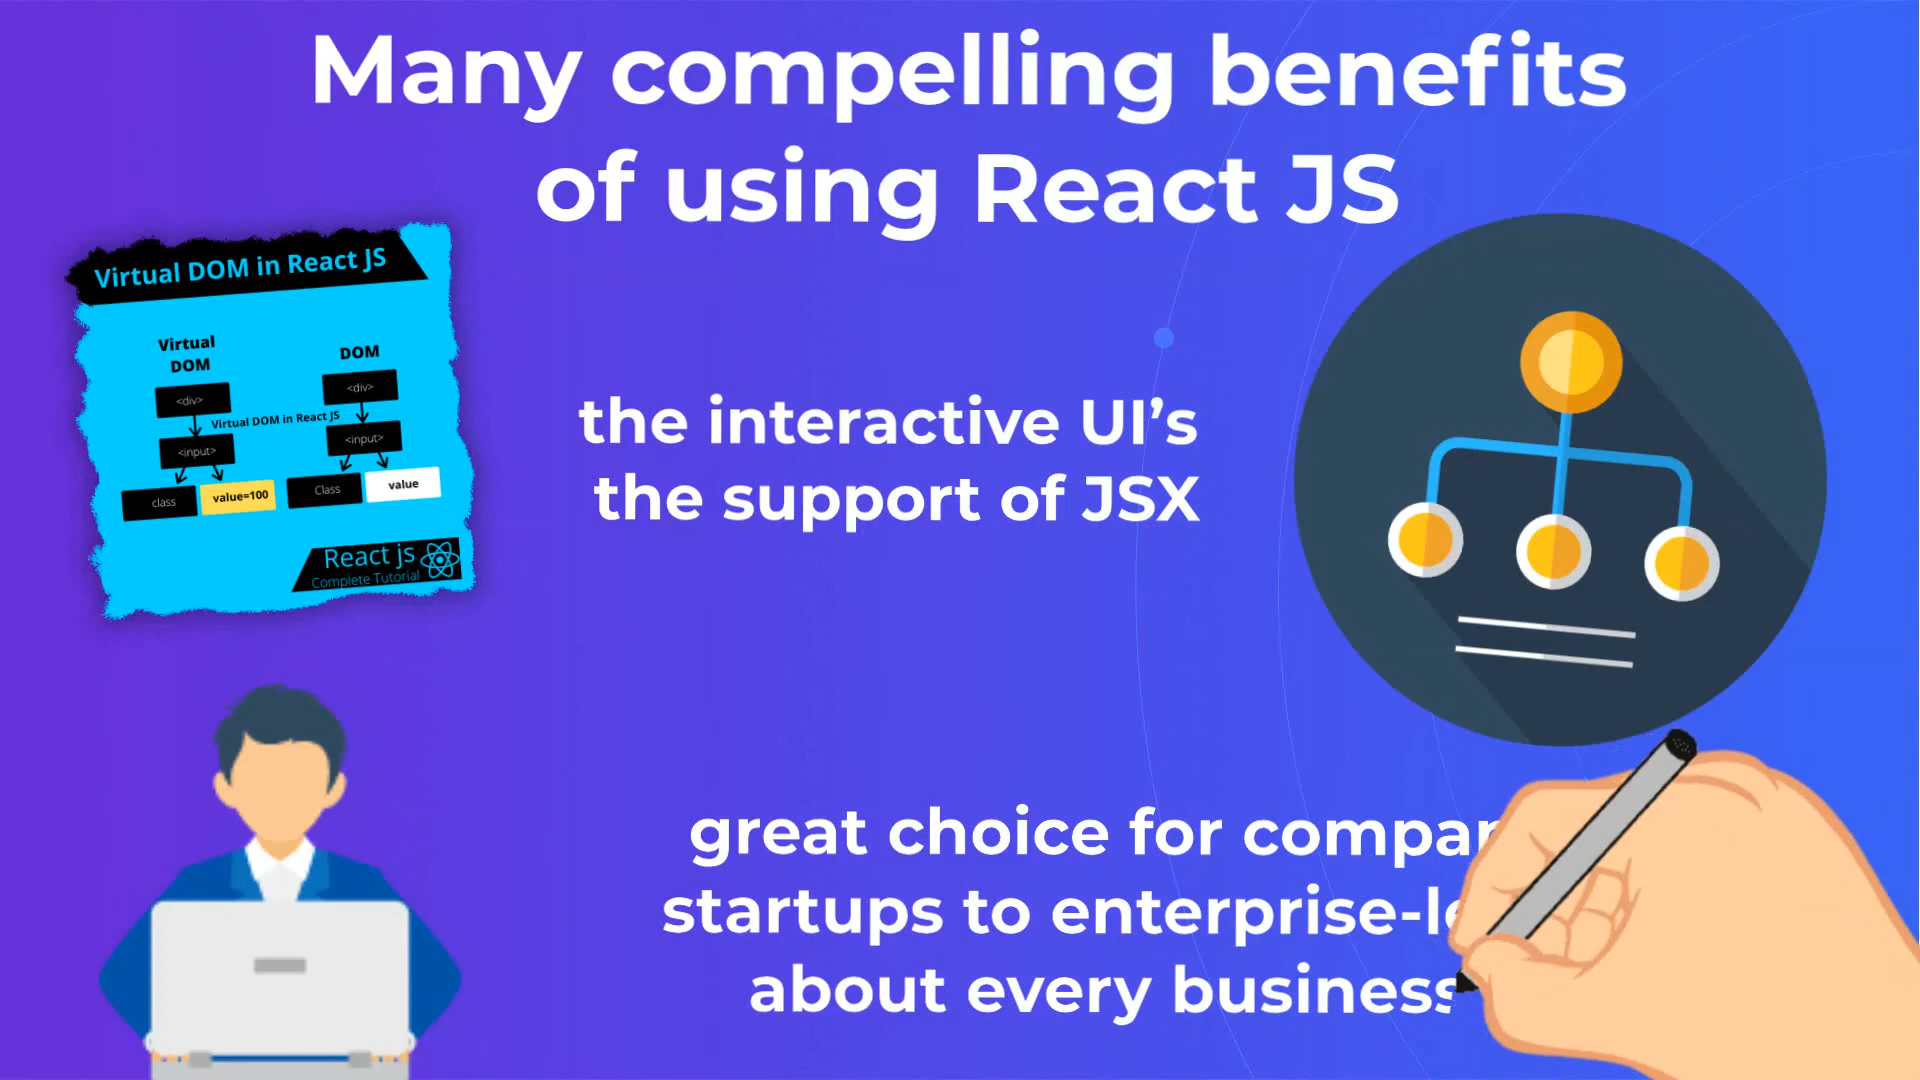 Many compelling benefits
of using React JS
Virtual DOM in React JS
Virtual
DOM
DOM
<div>
<div>
Virtual DOM in React JS
<input>
<input>
class
value=100
Class
value
React js
Complete Tutorial
the interactive UI’s
the support of JSX
great choice for
startups to
about every business